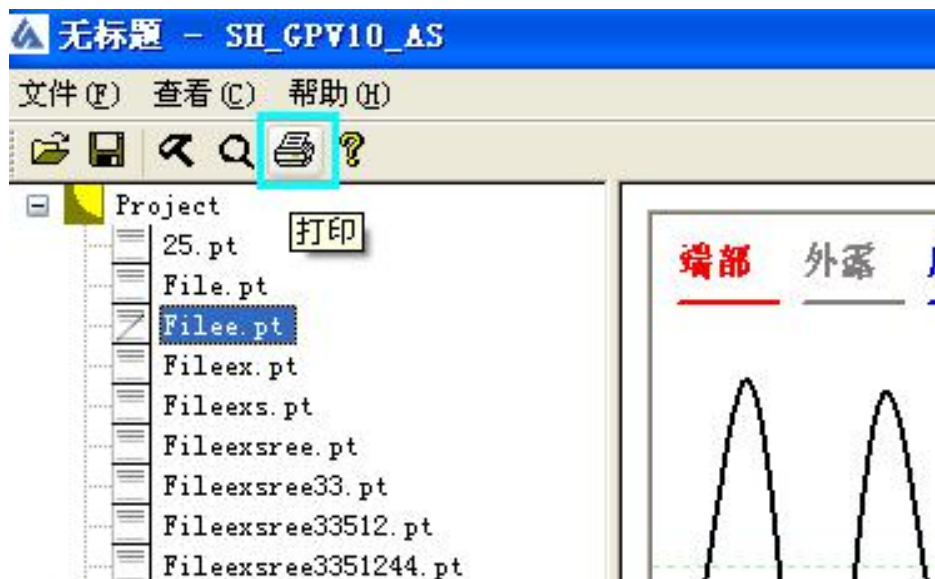 无标题 - SH_GPV10_AS
文件(F) 查看(C) 帮助(H)
Project
打印
25.pt
File.pt
Filee.pt
Fileex.pt
Fileexs.pt
Fileexsree.pt
Fileexsree33.pt
Fileexsree33512.pt
Fileexsree3351244.pt
端部 外露